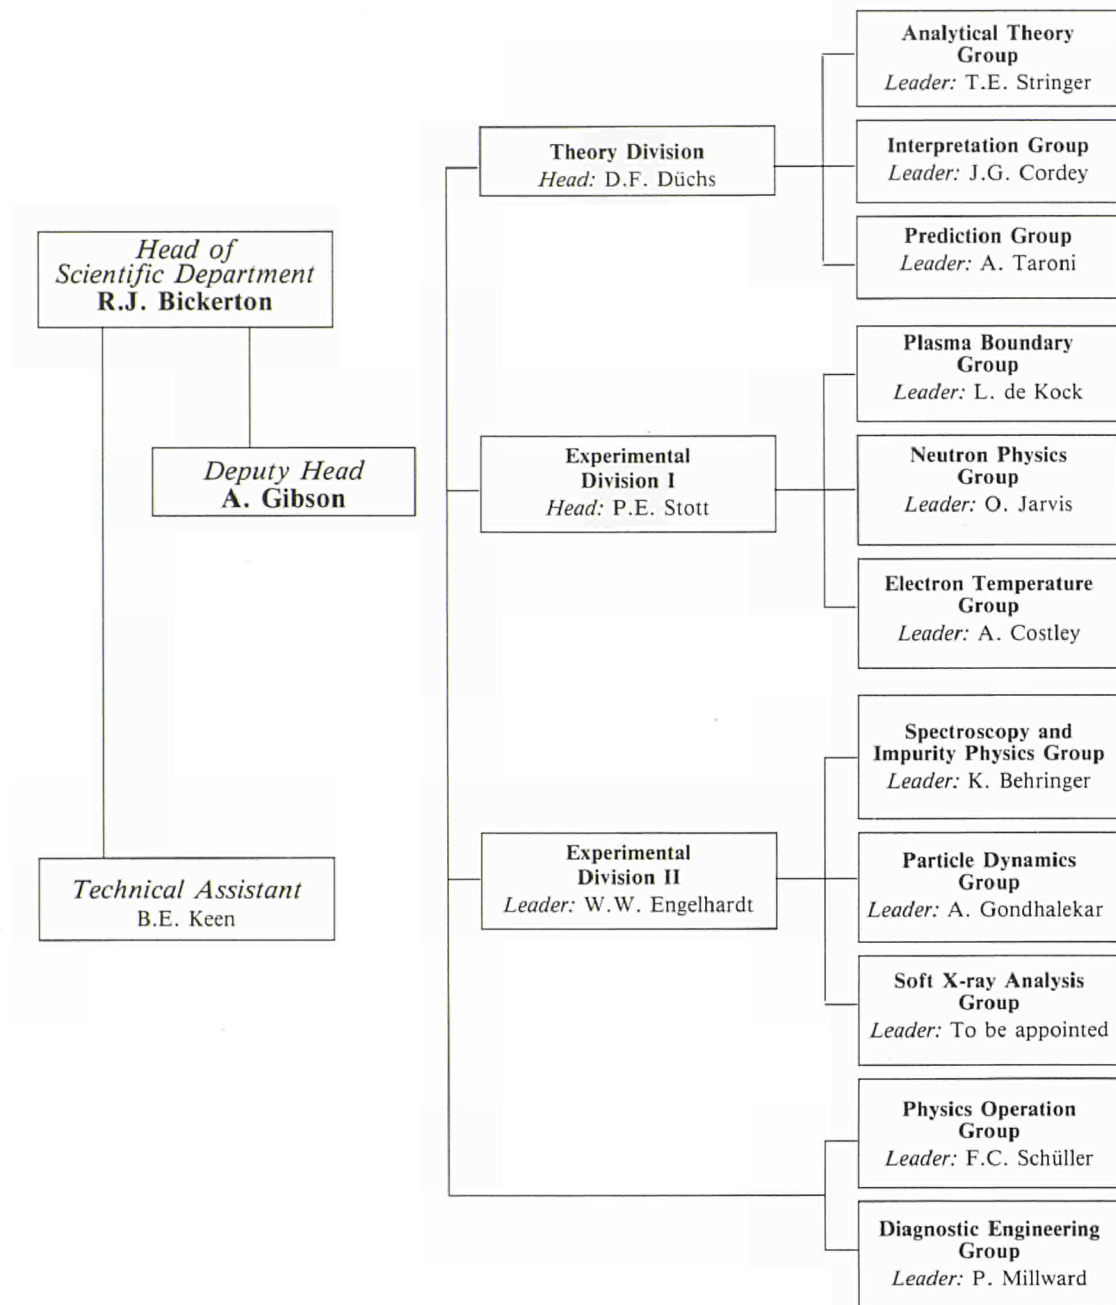 Head of
Scientific Department
R.J. Bickerton
Deputy Head
A. Gibson
Technical Assistant
B.E. Keen
Theory Division
Head: D.F. Düchs
Analytical Theory
Group
Leader: T.E. Stringer
Interpretation Group
Leader: J.G. Cordey
Prediction Group
Leader: A. Taroni
Experimental
Division I
Head: P.E. Stott
Plasma Boundary
Group
Leader: L. de Kock
Neutron Physics
Group
Leader: O. Jarvis
Electron Temperature
Group
Leader: A. Costley
Experimental
Division II
Leader: W.W. Engelhardt
Spectroscopy and
Impurity Physics Group
Leader: K. Behringer
Particle Dynamics
Group
Leader: A. Gondhalekar
Soft X-ray Analysis
Group
Leader: To be appointed
Physics Operation
Group
Leader: F.C. Schüller
Diagnostic Engineering
Group
Leader: P. Millward